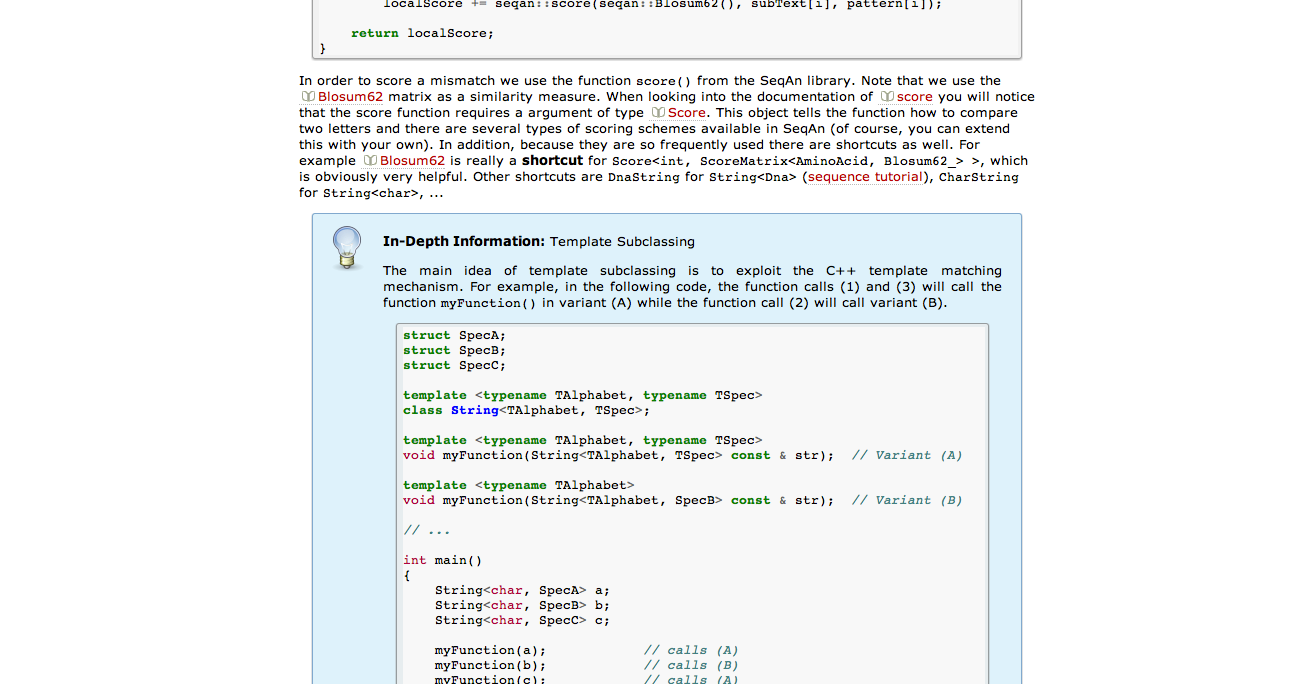 localScore += seqan::score(seqan::Blosum62(), subText[i], pattern[i]);
return localScore;
}
In order to score a mismatch we use the function score() from the SeqAn library. Note that we use the
Blosum62 matrix as a similarity measure. When looking into the documentation of score you will notice
that the score function requires a argument of type Score. This object tells the function how to compare
two letters and there are several types of scoring schemes available in SeqAn (of course, you can extend
this with your own). In addition, because they are so frequently used there are shortcuts as well. For
example Blosum62 is really a shortcut for Score<int, ScoreMatrix<AminoAcid, Blosum62_> >, which
is obviously very helpful. Other shortcuts are DnaString for String<Dna> (sequence tutorial), CharString
for String<char>, ...
In-Depth Information: Template Subclassing
The main idea of template subclassing is to exploit the C++ template matching
mechanism. For example, in the following code, the function calls (1) and (3) will call the
function myFunction() in variant (A) while the function call (2) will call variant (B).
struct SpecA;
struct SpecB;
struct SpecC;
template <typename TAlphabet, typename TSpec>
class String<TAlphabet, TSpec>;
template <typename TAlphabet, typename TSpec>
void myFunction(String<TAlphabet, TSpec> const & str);  // Variant (A)
template <typename TAlphabet>
void myFunction(String<TAlphabet, SpecB> const & str);  // Variant (B)
// ...
int main()
{
String<char, SpecA> a;
String<char, SpecB> b;
String<char, SpecC> c;
myFunction(a);            // calls (A)
myFunction(b);            // calls (B)
myFunction(c);            // calls (A)